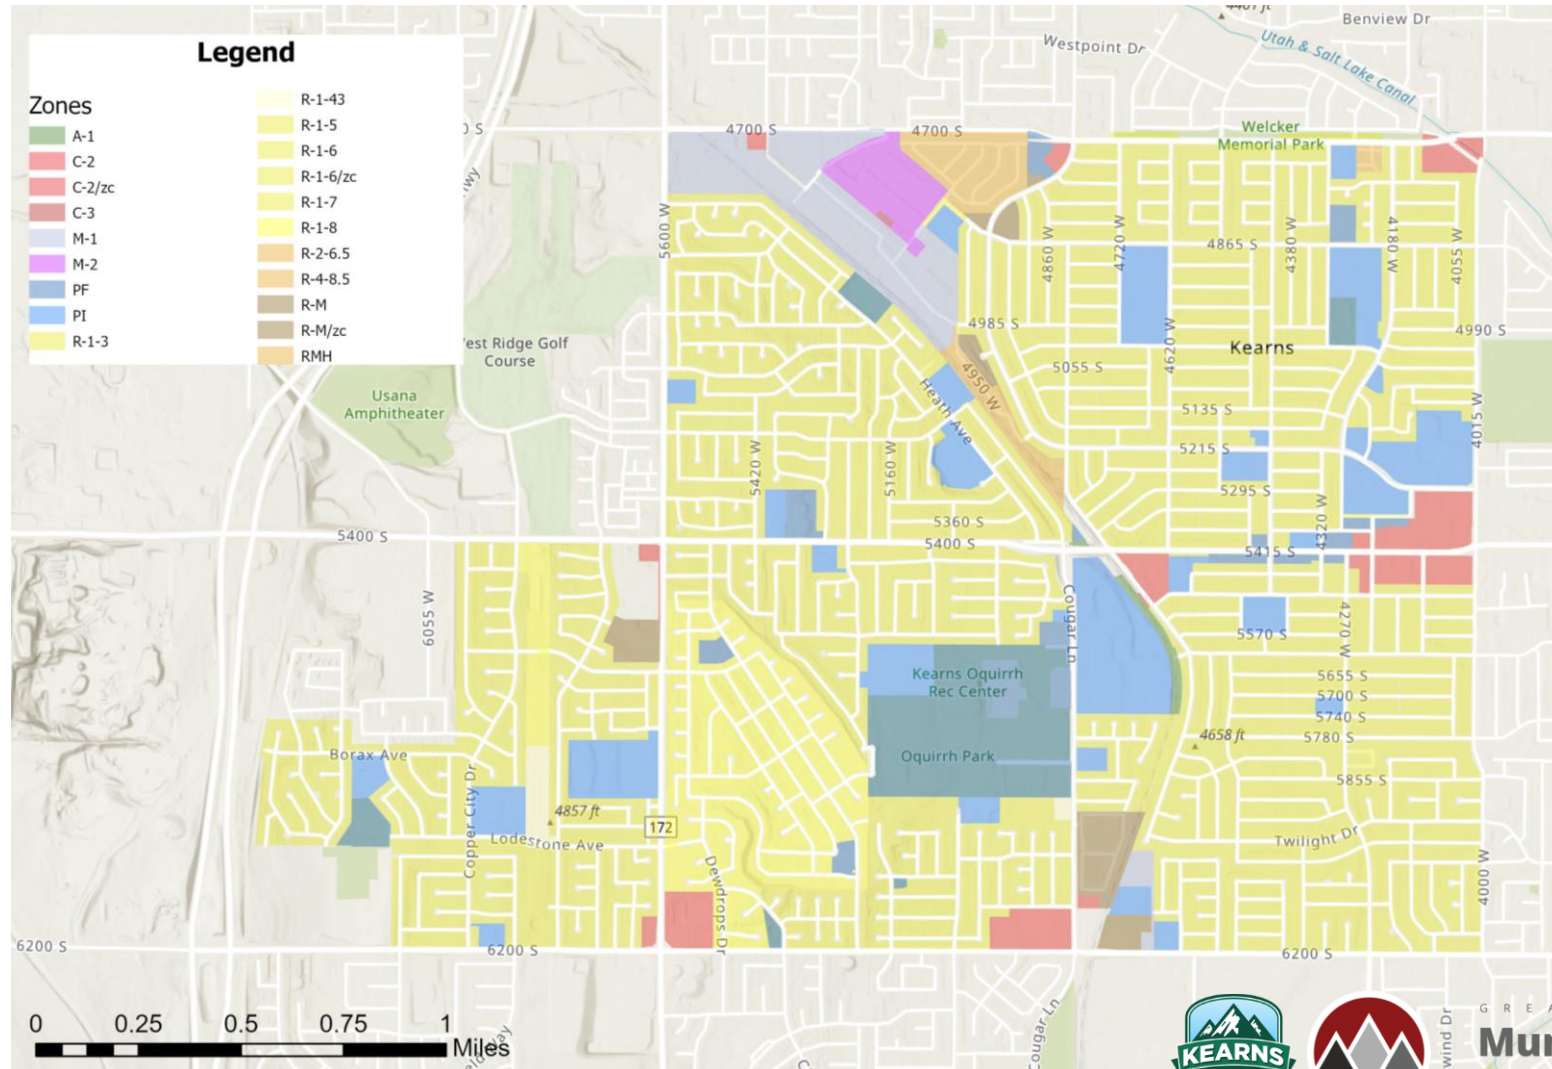 Legend
Zones
A-1
C-2
C-2/zc
C-3
M-1
M-2
PF
PI
R-1-3
R-1-43
R-1-5
R-1-6
R-1-6/zc
R-1-7
R-1-8
R-2-6.5
R-4-8.5
R-M
R-M/zc
RMH
Benview Dr
Westpoint Dr
Utah & Salt Lake Canal
0 S
4700 S
4700 S
Welcker
Memorial Park
5600 W
4860 W
4720 W
4865 S
4380 W
4180 W
4055 W
4985 S
4990 S
4620 W
Kearns
est Ridge Golf
Course
5055 S
4950 W
Heath Ave
Usana
Amphitheater
5135 S
4015 W
5215 S
5420 W
5160 W
5295 S
4320 W
5360 S
5400 S
5400 S
5415 S
6055 W
Cougar Ln
5570 S
4270 W
5655 S
Kearns Oquirrh
Rec Center
5700 S
5740 S
4658 ft
5780 S
Borax Ave
Oquirrh Park
5855 S
Copper City Dr
4857 ft
172
Lodestone Ave
Twilight Dr
Dewdrops Dr
4000 W
6200 S
6200 S
6200 S
0 0.25 0.5 0.75 1
Miles
Cougar Ln
wind Dr
KEARNS
G R E A
Mun